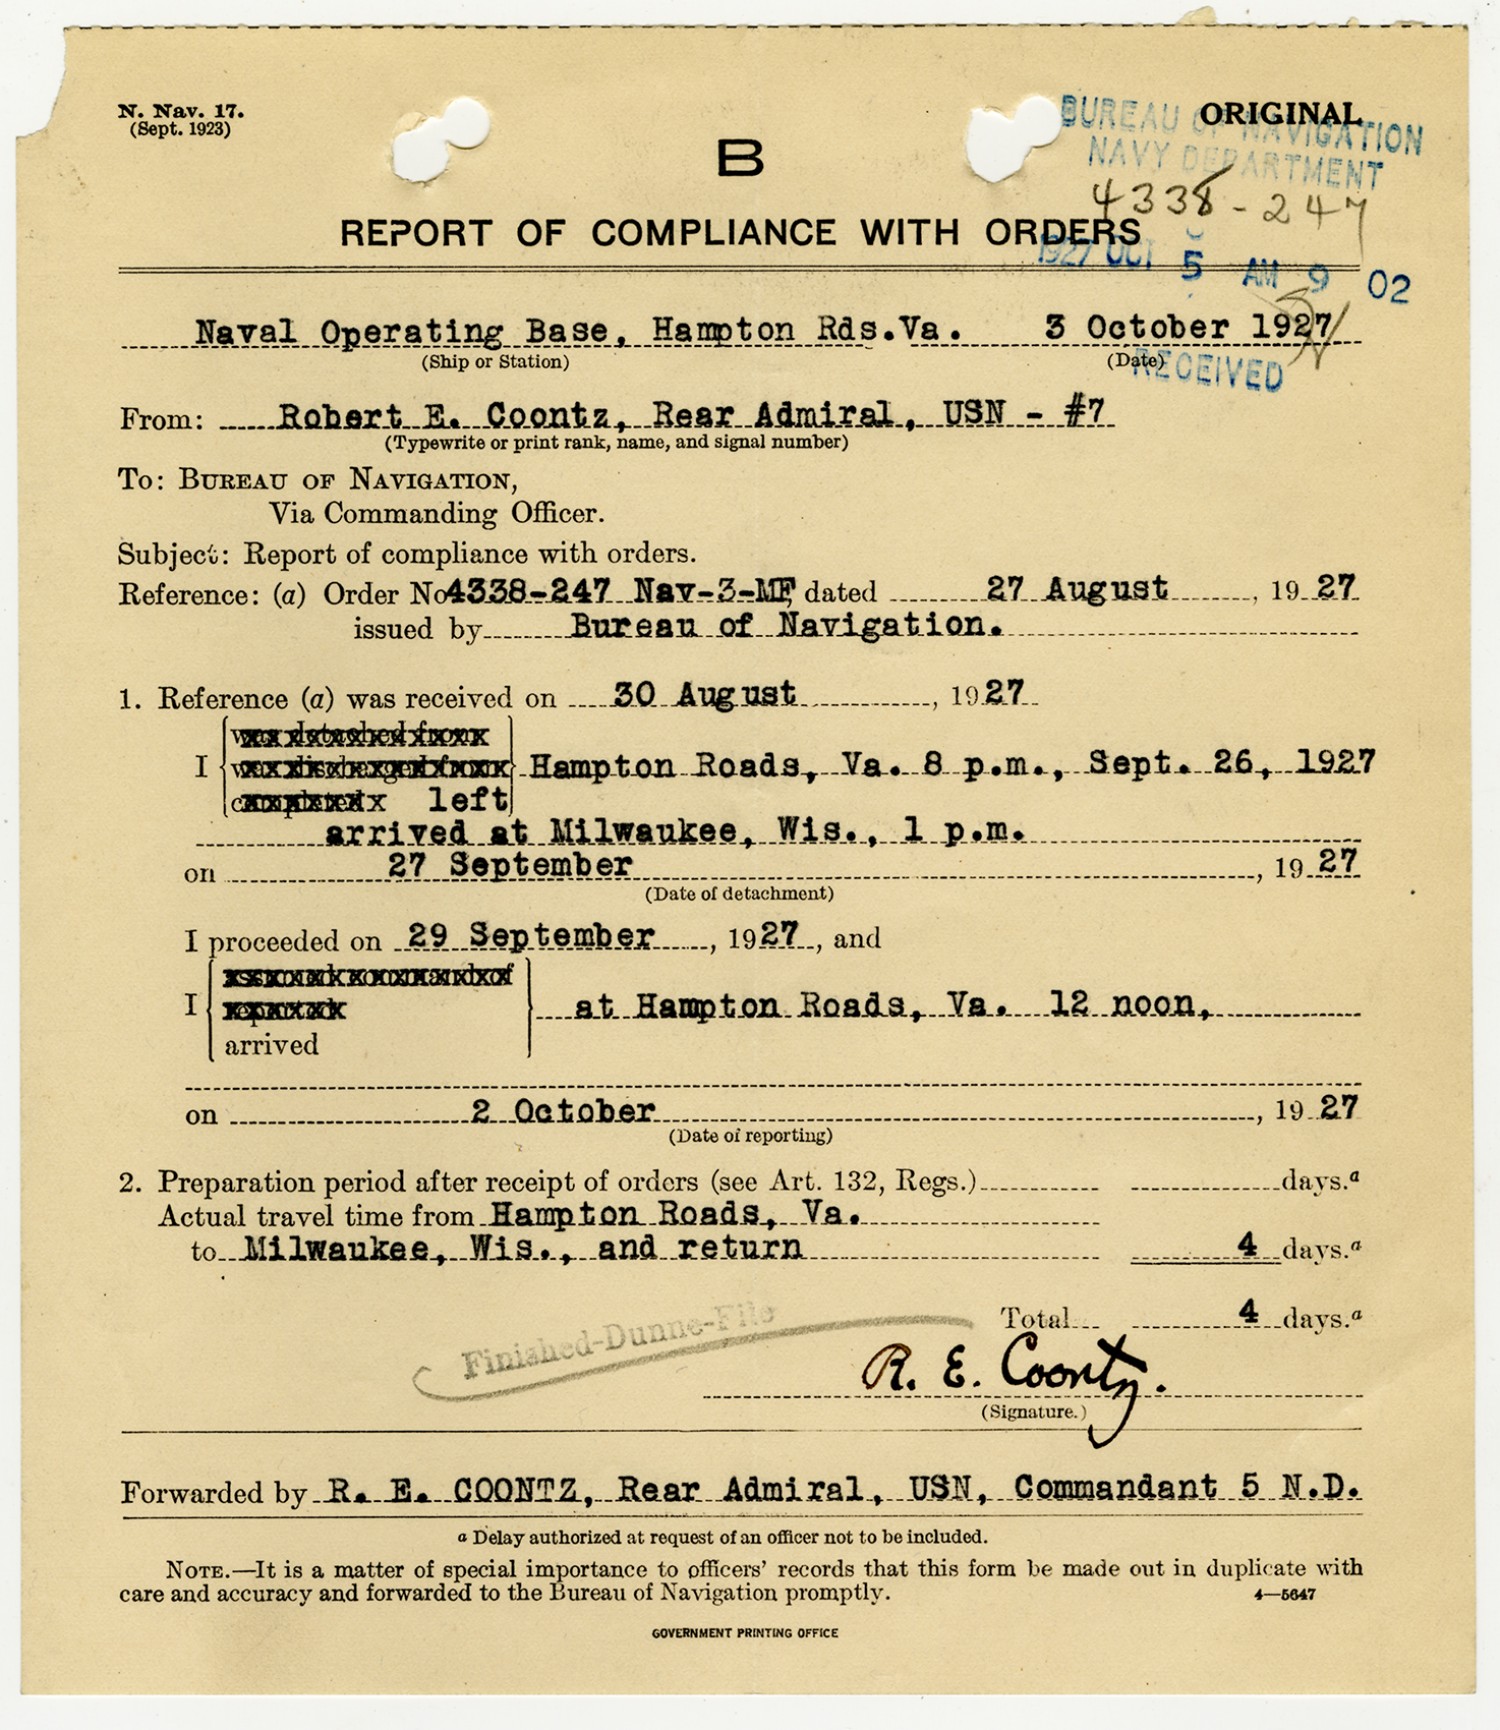 N. Nav. 17.
(Sept. 1923)
ORIGINAL
BUREAU OF NAVIGATION
NAVY DEPARTMENT
B
4338-247
REPORT OF COMPLIANCE WITH ORDERS
1927 OCT 5 AM 9 02
Naval Operating Base, Hampton Rds.Va. 3 October 1927
(Ship or Station) (Date)
RECEIVED
From: Robert E. Coontz, Rear Admiral, USN - #7
(Typewrite or print rank, name, and signal number)
To: BUREAU OF NAVIGATION,
Via Commanding Officer.
Subject: Report of compliance with orders.
Reference: (a) Order No 4338-247 Nav-3-MF, dated 27 August, 1927
issued by Bureau of Navigation.
1. Reference (a) was received on 30 August, 1927
was detached from
I was discharged from Hampton Roads, Va. 8 p.m., Sept. 26, 1927
completed left
arrived at Milwaukee, Wis., 1 p.m.
on 27 September, 1927
(Date of detachment)
I proceeded on 29 September, 1927, and
I at Hampton Roads, Va. 12 noon,
arrived
on 2 October, 1927
(Date of reporting)
2. Preparation period after receipt of orders (see Art. 132, Regs.) days.a
Actual travel time from Hampton Roads, Va.
to Milwaukee, Wis., and return 4 days.a
Total 4 days.a
Finished-Dunne-File
R. E. Coontz.
(Signature.)
Forwarded by R. E. COONTZ, Rear Admiral, USN, Commandant 5 N.D.
a Delay authorized at request of an officer not to be included.
NOTE.—It is a matter of special importance to officers' records that this form be made out in duplicate with
care and accuracy and forwarded to the Bureau of Navigation promptly. 4—5647
GOVERNMENT PRINTING OFFICE